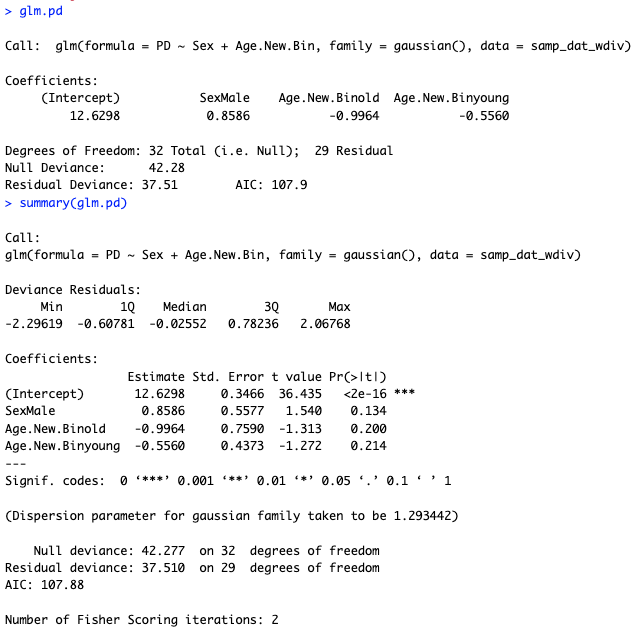 > glm.pd
Call:  glm(formula = PD ~ Sex + Age.New.Bin, family = gaussian(), data = samp_dat_wdiv)
Coefficients:
    (Intercept)          SexMale   Age.New.Binold  Age.New.Binyoung
        12.6298           0.8586          -0.9964           -0.5560
Degrees of Freedom: 32 Total (i.e. Null);  29 Residual
Null Deviance:      42.28
Residual Deviance: 37.51        AIC: 107.9
> summary(glm.pd)
Call:
glm(formula = PD ~ Sex + Age.New.Bin, family = gaussian(), data = samp_dat_wdiv)
Deviance Residuals:
     Min        1Q    Median        3Q       Max
-2.29619  -0.60781  -0.02552   0.78236   2.06768
Coefficients:
                 Estimate Std. Error t value Pr(>|t|)
(Intercept)       12.6298     0.3466  36.435   <2e-16 ***
SexMale            0.8586     0.5577   1.540    0.134
Age.New.Binold    -0.9964     0.7590  -1.313    0.200
Age.New.Binyoung  -0.5560     0.4373  -1.272    0.214
---
Signif. codes:  0 ‘***’ 0.001 ‘**’ 0.01 ‘*’ 0.05 ‘.’ 0.1 ‘ ’ 1
(Dispersion parameter for gaussian family taken to be 1.293442)
    Null deviance: 42.277  on 32  degrees of freedom
Residual deviance: 37.510  on 29  degrees of freedom
AIC: 107.88
Number of Fisher Scoring iterations: 2